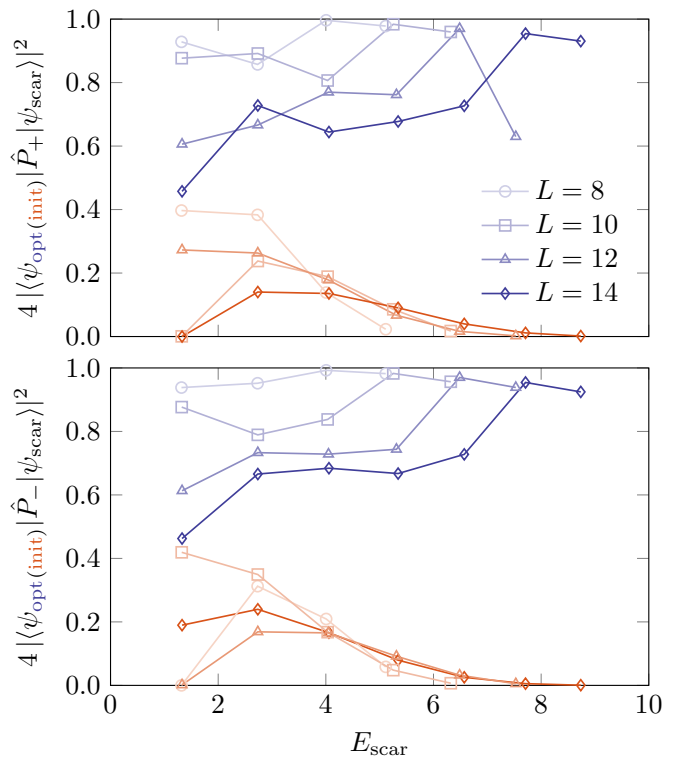 1.0
0.8
0.6
0.4
0.2
0.0
4 |⟨ψopt(init)|P̂+|ψscar⟩|²
L = 8
L = 10
L = 12
L = 14
1.0
0.8
0.6
0.4
0.2
0.0
4 |⟨ψopt(init)|P̂−|ψscar⟩|²
0 2 4 6 8 10
Escar